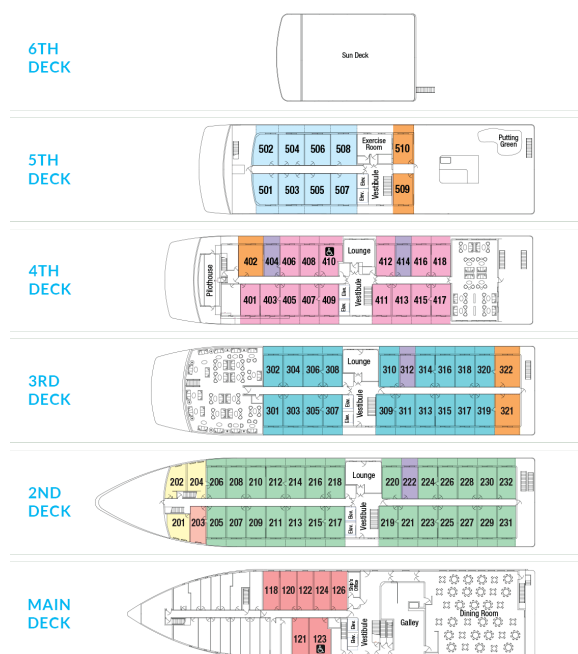 6TH
DECK
Sun Deck
5TH
DECK
502 504 506 508 Exercise Room 510 Putting Green
501 503 505 507 Elev. Elev. Vestibule 509
4TH
DECK
Pilothouse
402 404 406 408 410 Lounge 412 414 416 418
401 403 405 407 409 Elev. Elev. Vestibule 411 413 415 417
3RD
DECK
302 304 306 308 Lounge 310 312 314 316 318 320 322
301 303 305 307 Elev. Elev. Vestibule 309 311 313 315 317 319 321
2ND
DECK
202 204 206 208 210 212 214 216 218 Lounge 220 222 224 226 228 230 232
201 203 205 207 209 211 213 215 217 Elev. Elev. Vestibule 219 221 223 225 227 229 231
MAIN
DECK
118 120 122 124 126 Office
121 123 Elev. Elev. Vestibule Galley Dining Room